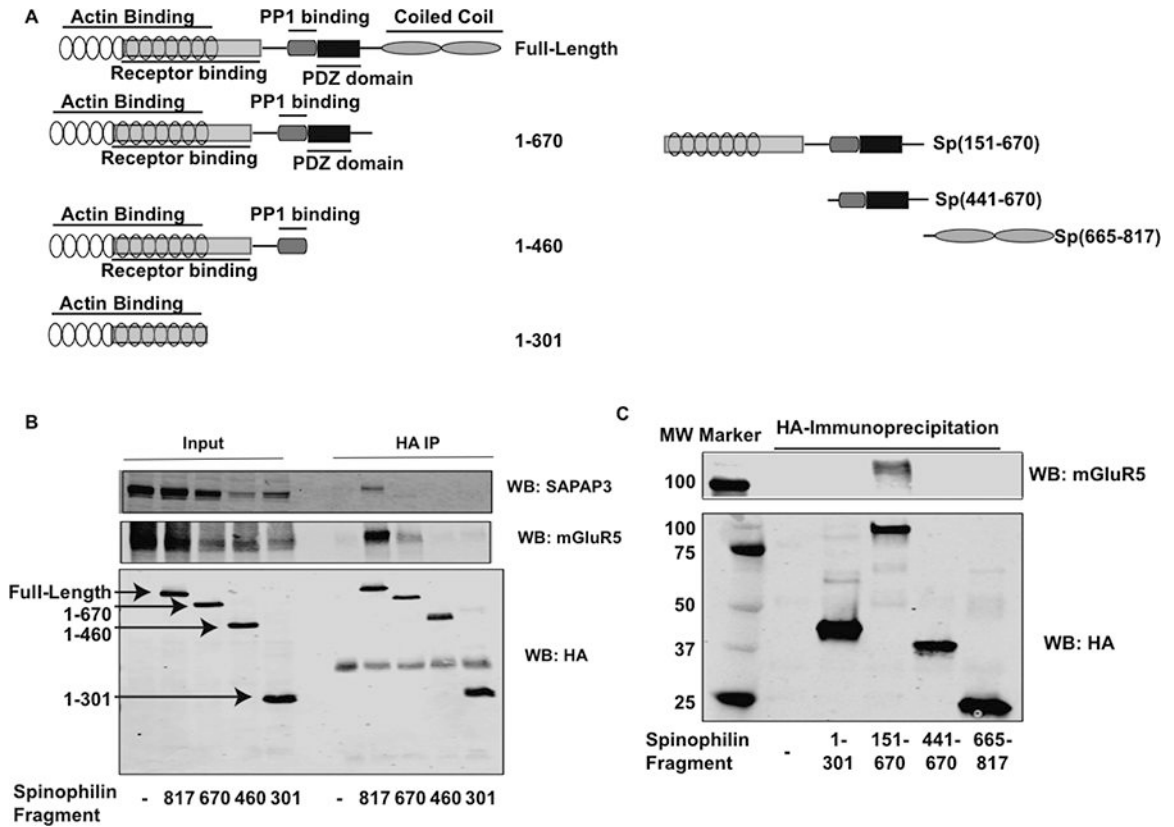 A
Actin Binding
PP1 binding
Coiled Coil
Full-Length
Receptor binding
PDZ domain
Actin Binding
PP1 binding
1-670
Receptor binding
PDZ domain
Actin Binding
PP1 binding
1-460
Receptor binding
Actin Binding
1-301
Sp(151-670)
Sp(441-670)
Sp(665-817)
B
Input
HA IP
WB: SAPAP3
WB: mGluR5
Full-Length
1-670
1-460
1-301
WB: HA
Spinophilin
Fragment
- 817 670 460 301 - 817 670 460 301
C
MW Marker
HA-Immunoprecipitation
100
WB: mGluR5
100
75
50
37
25
WB: HA
Spinophilin
Fragment
-
1-
301
151-
670
441-
670
665-
817